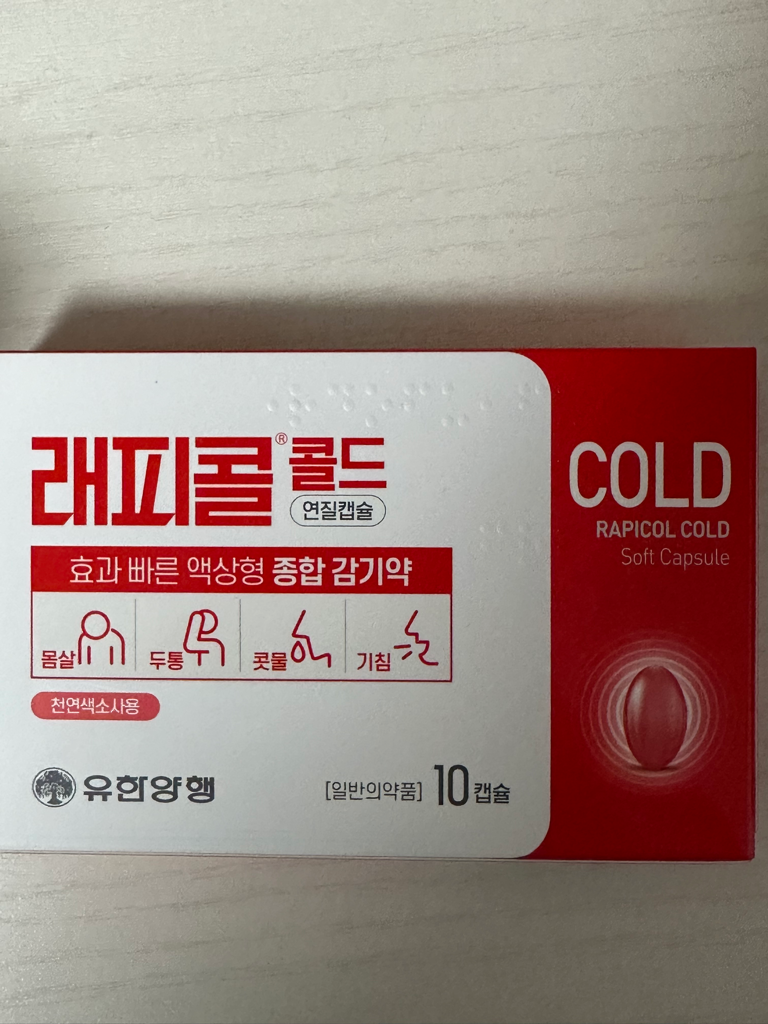 래피콜® 콜드
연질캡슐
효과 빠른 액상형 종합 감기약
몸살 두통 콧물 기침
천연색소사용
유한양행
[일반의약품] 10캡슐
COLD
RAPICOL COLD
Soft Capsule